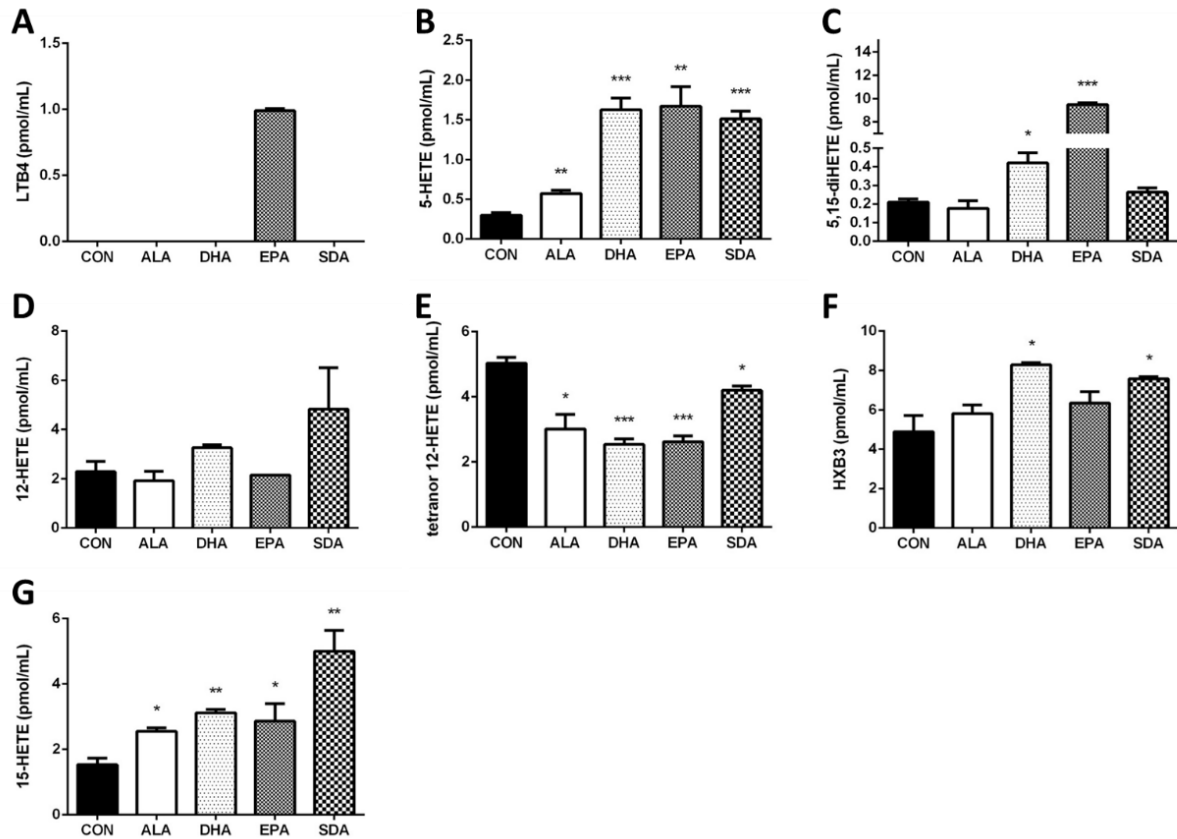 A
LTB4 (pmol/mL)
1.5
1.0
0.5
0.0
CON ALA DHA EPA SDA
B
5-HETE (pmol/mL)
2.5
2.0
1.5
1.0
0.5
0.0
** *** ** ***
CON ALA DHA EPA SDA
C
5,15-diHETE (pmol/mL)
14
12
10
8
6
0.5
0.4
0.3
0.2
0.1
0.0
* ***
CON ALA DHA EPA SDA
D
12-HETE (pmol/mL)
8
6
4
2
0
CON ALA DHA EPA SDA
E
tetranor 12-HETE (pmol/mL)
6
4
2
0
* *** *** *
CON ALA DHA EPA SDA
F
HXB3 (pmol/mL)
10
8
6
4
2
0
* *
CON ALA DHA EPA SDA
G
15-HETE (pmol/mL)
6
4
2
0
* ** * **
CON ALA DHA EPA SDA